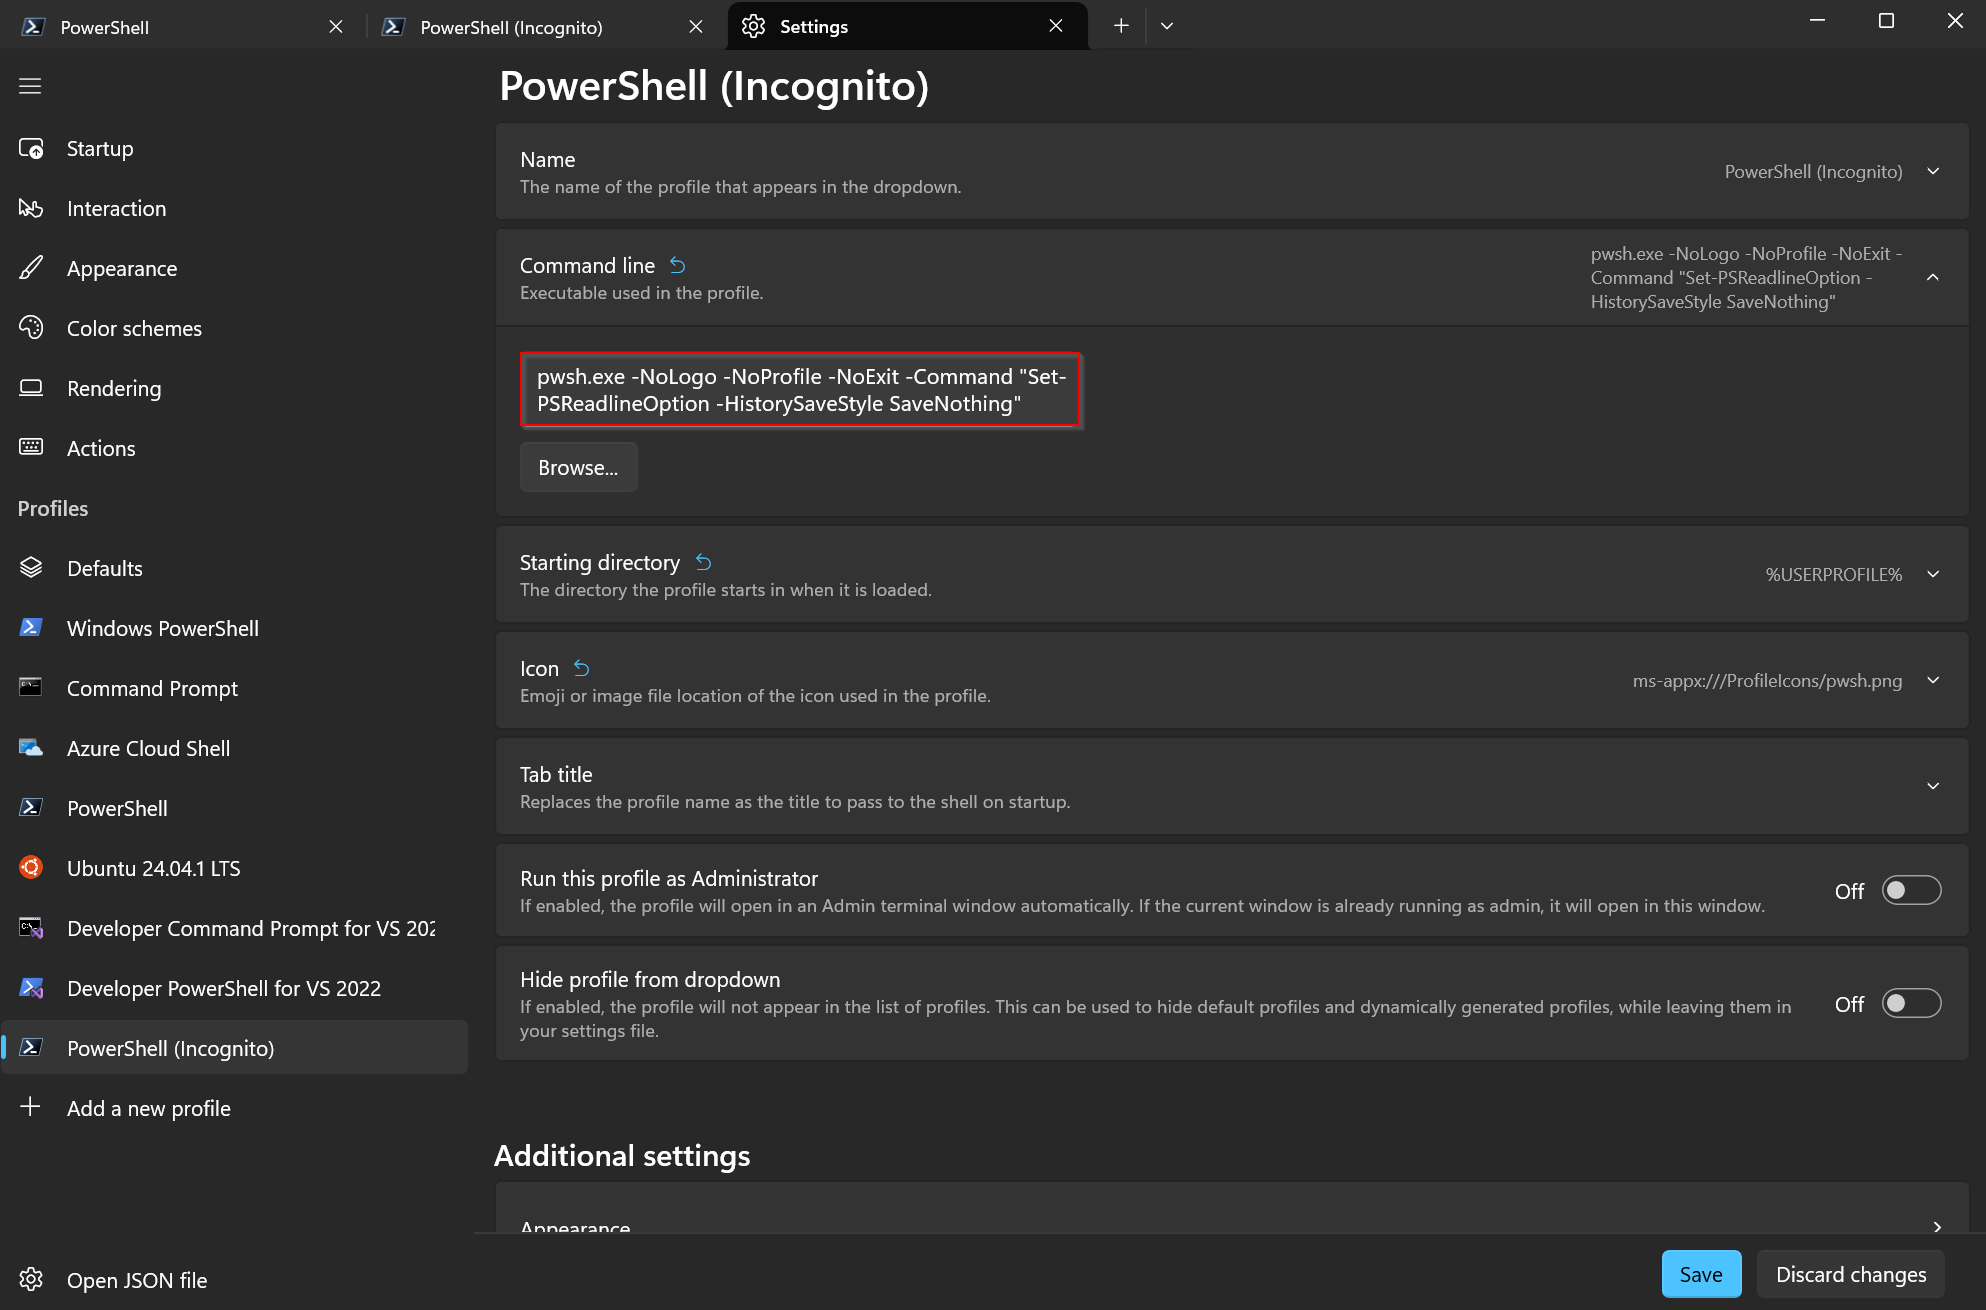 PowerShell
PowerShell (Incognito)
Settings
PowerShell (Incognito)
Startup
Interaction
Appearance
Color schemes
Rendering
Actions
Profiles
Defaults
Windows PowerShell
Command Prompt
Azure Cloud Shell
PowerShell
Ubuntu 24.04.1 LTS
Developer Command Prompt for VS 202
Developer PowerShell for VS 2022
PowerShell (Incognito)
Add a new profile
Open JSON file
Name
The name of the profile that appears in the dropdown.
PowerShell (Incognito)
Command line
Executable used in the profile.
pwsh.exe -NoLogo -NoProfile -NoExit -
Command "Set-PSReadlineOption -
HistorySaveStyle SaveNothing"
pwsh.exe -NoLogo -NoProfile -NoExit -Command "Set-
PSReadlineOption -HistorySaveStyle SaveNothing"
Browse...
Starting directory
The directory the profile starts in when it is loaded.
%USERPROFILE%
Icon
Emoji or image file location of the icon used in the profile.
ms-appx:///ProfileIcons/pwsh.png
Tab title
Replaces the profile name as the title to pass to the shell on startup.
Run this profile as Administrator
If enabled, the profile will open in an Admin terminal window automatically. If the current window is already running as admin, it will open in this window.
Off
Hide profile from dropdown
If enabled, the profile will not appear in the list of profiles. This can be used to hide default profiles and dynamically generated profiles, while leaving them in
your settings file.
Off
Additional settings
Appearance
Save
Discard changes